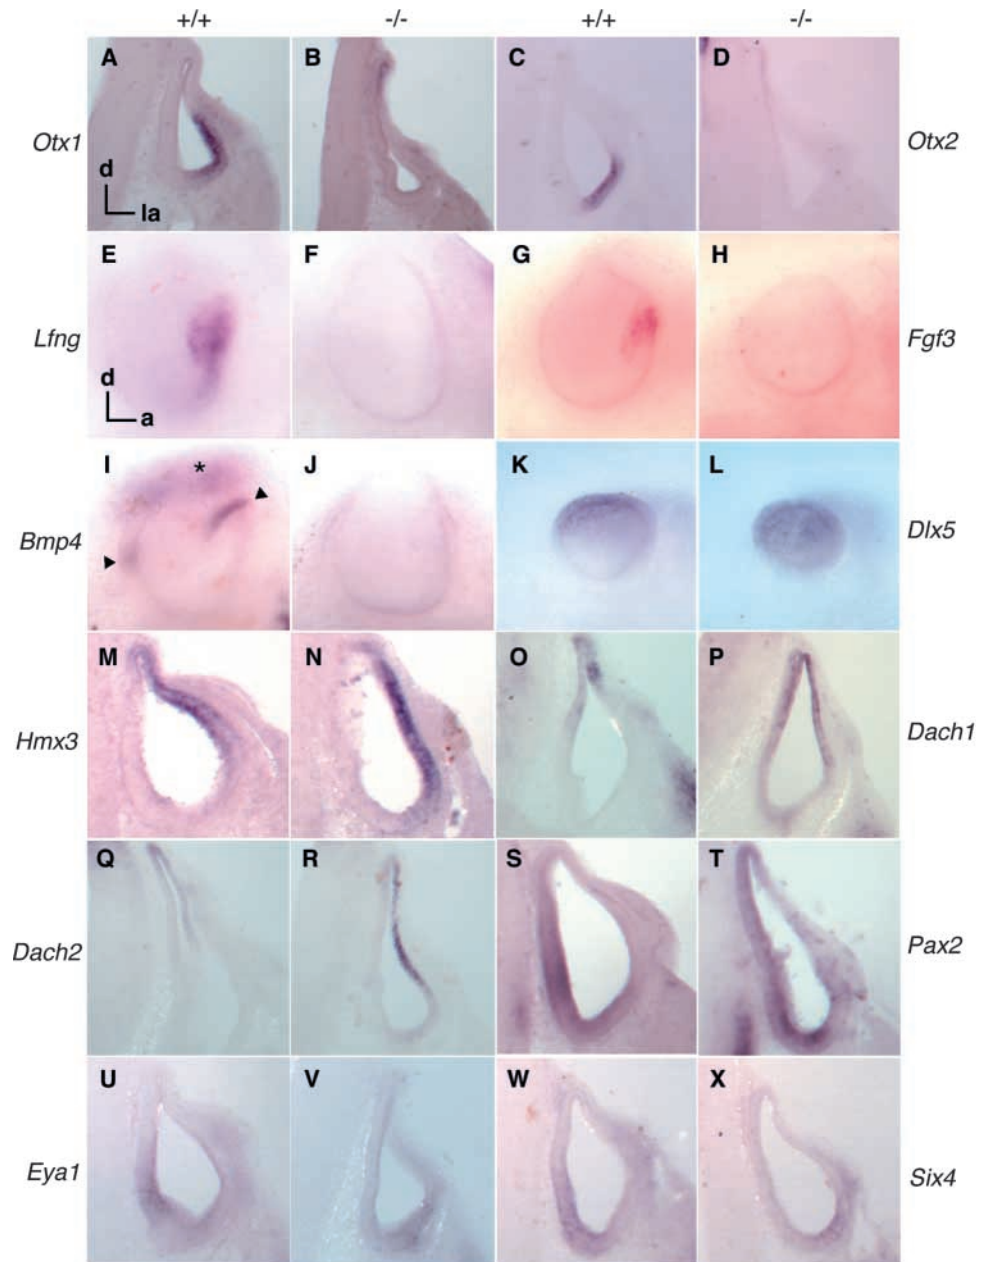 +/+ -/- +/+ -/-
A B C D
Otx1 Otx2
d
la
E F G H
Lfng Fgf3
d
a
I * J K L
Bmp4 Dlx5
M N O P
Hmx3 Dach1
Q R S T
Dach2 Pax2
U V W X
Eya1 Six4